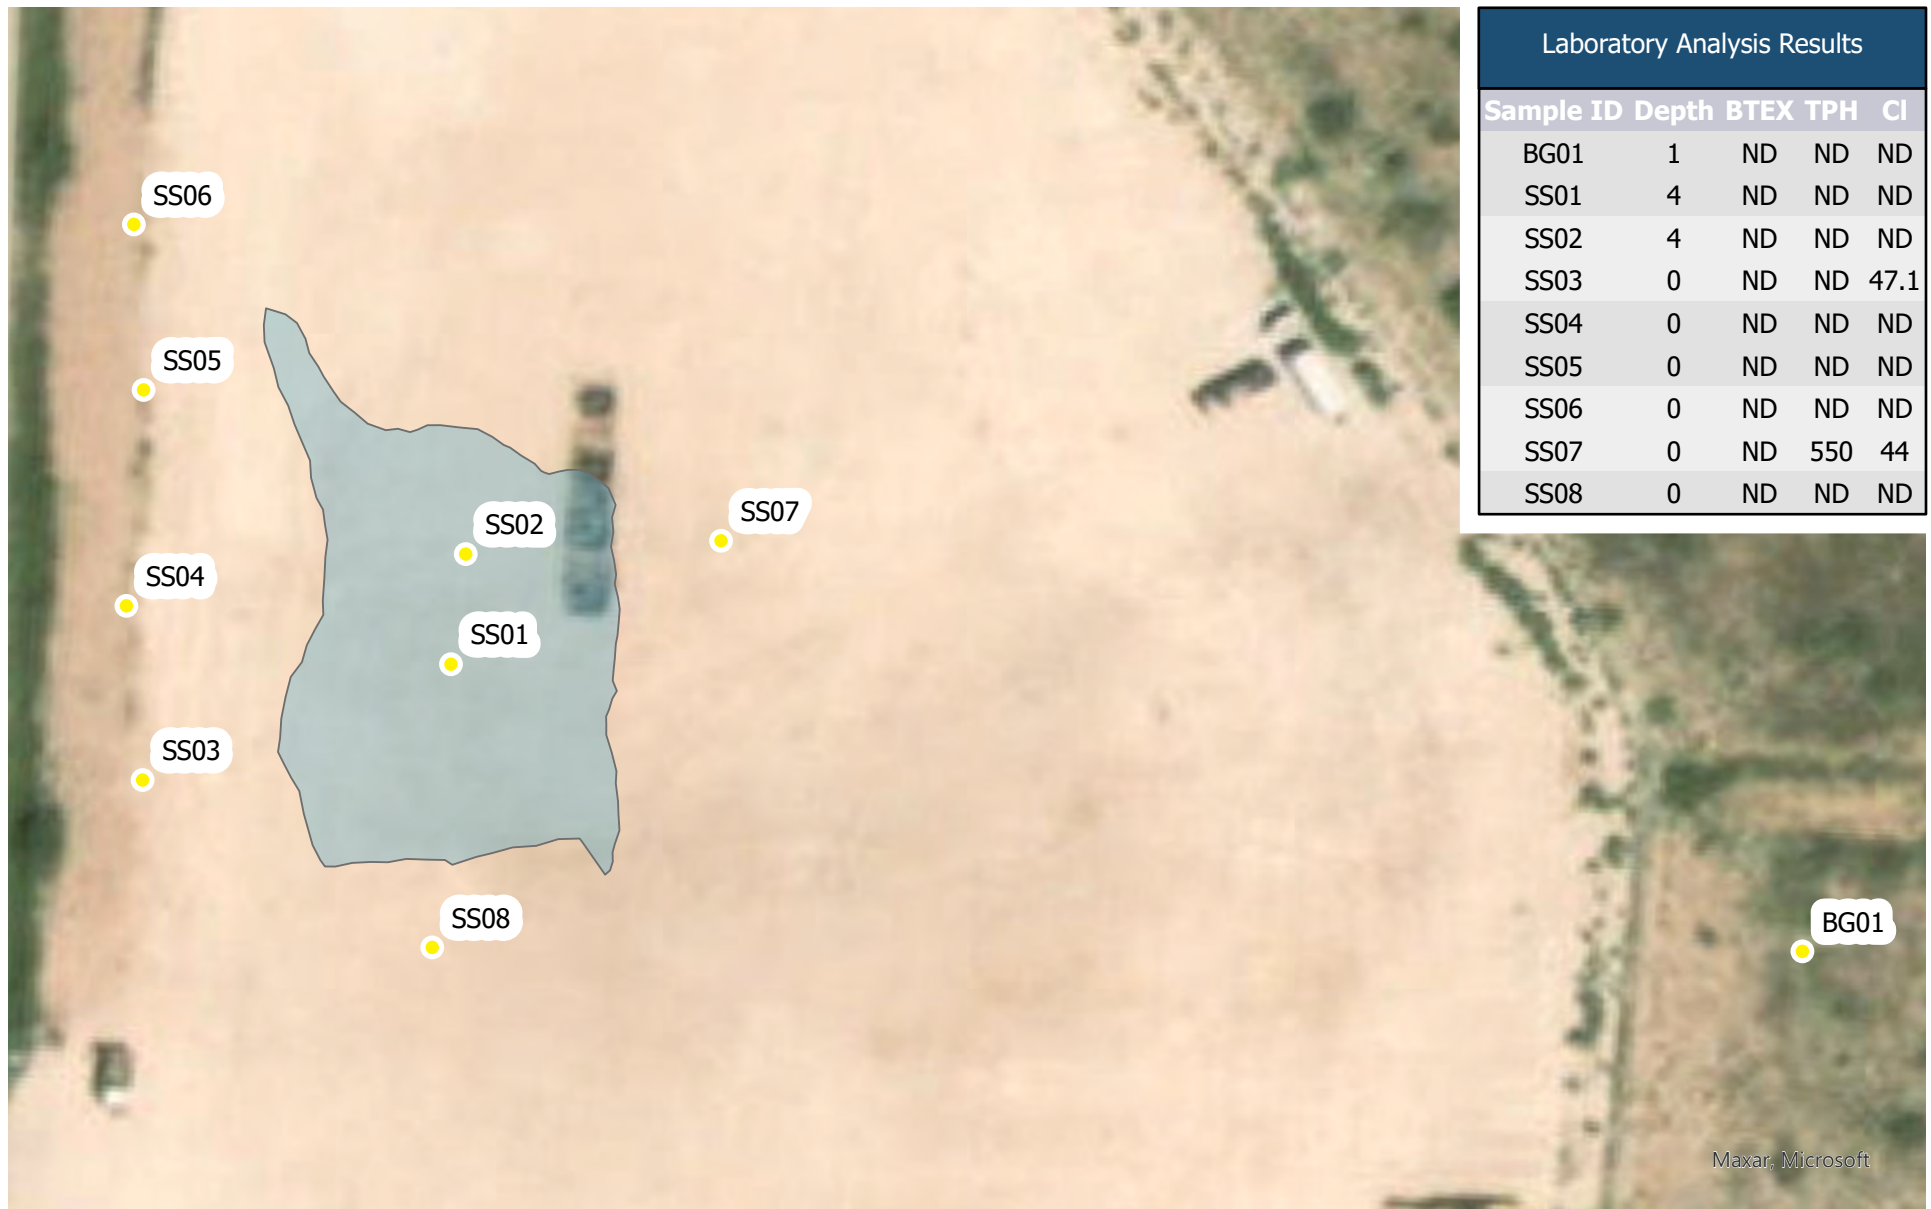 Laboratory Analysis Results
Sample ID Depth BTEX TPH Cl
BG01 1 ND ND ND
SS01 4 ND ND ND
SS02 4 ND ND ND
SS03 0 ND ND 47.1
SS04 0 ND ND ND
SS05 0 ND ND ND
SS06 0 ND ND ND
SS07 0 ND 550 44
SS08 0 ND ND ND
SS06
SS05
SS02
SS07
SS04
SS01
SS03
SS08
BG01
Maxar, Microsoft